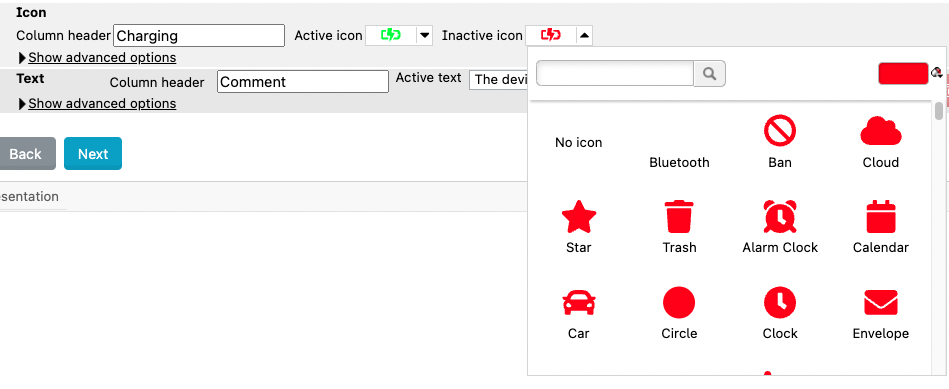 Icon
Column header Charging Active icon Inactive icon
Show advanced options
Text Column header Comment Active text The devi
Show advanced options
Back Next
esentation
No icon Bluetooth Ban Cloud
Star Trash Alarm Clock Calendar
Car Circle Clock Envelope